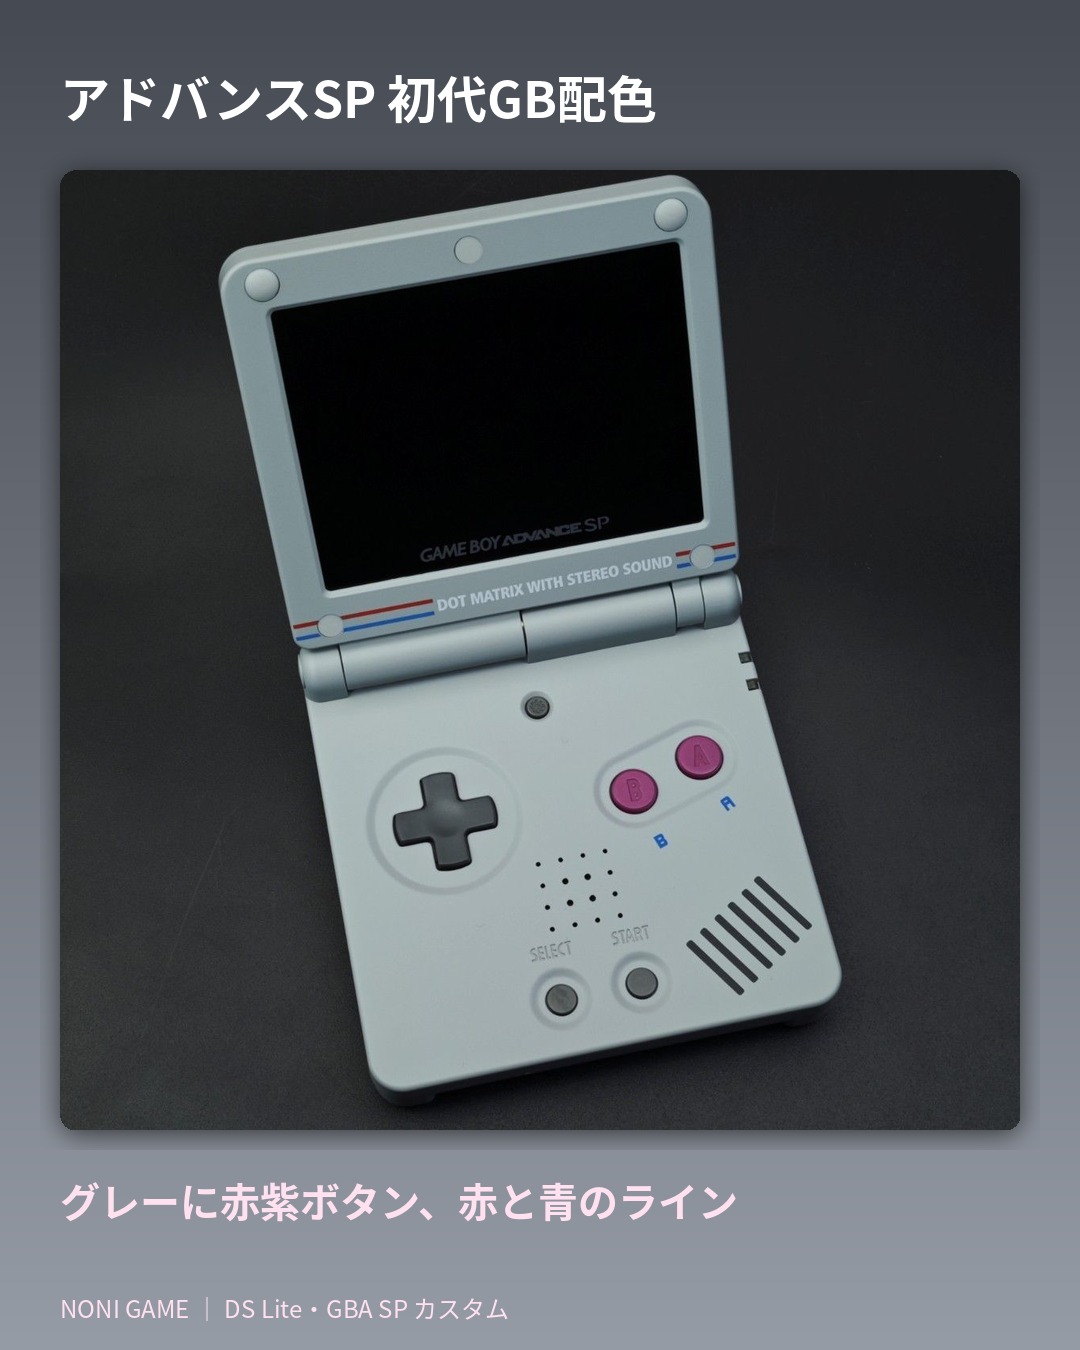 アドバンスSP 初代GB配色
GAME BOY ADVANCE SP
DOT MATRIX WITH STEREO SOUND
A
B
A
B
SELECT
START
グレーに赤紫ボタン、赤と青のライン
NONI GAME ｜ DS Lite・GBA SP カスタム